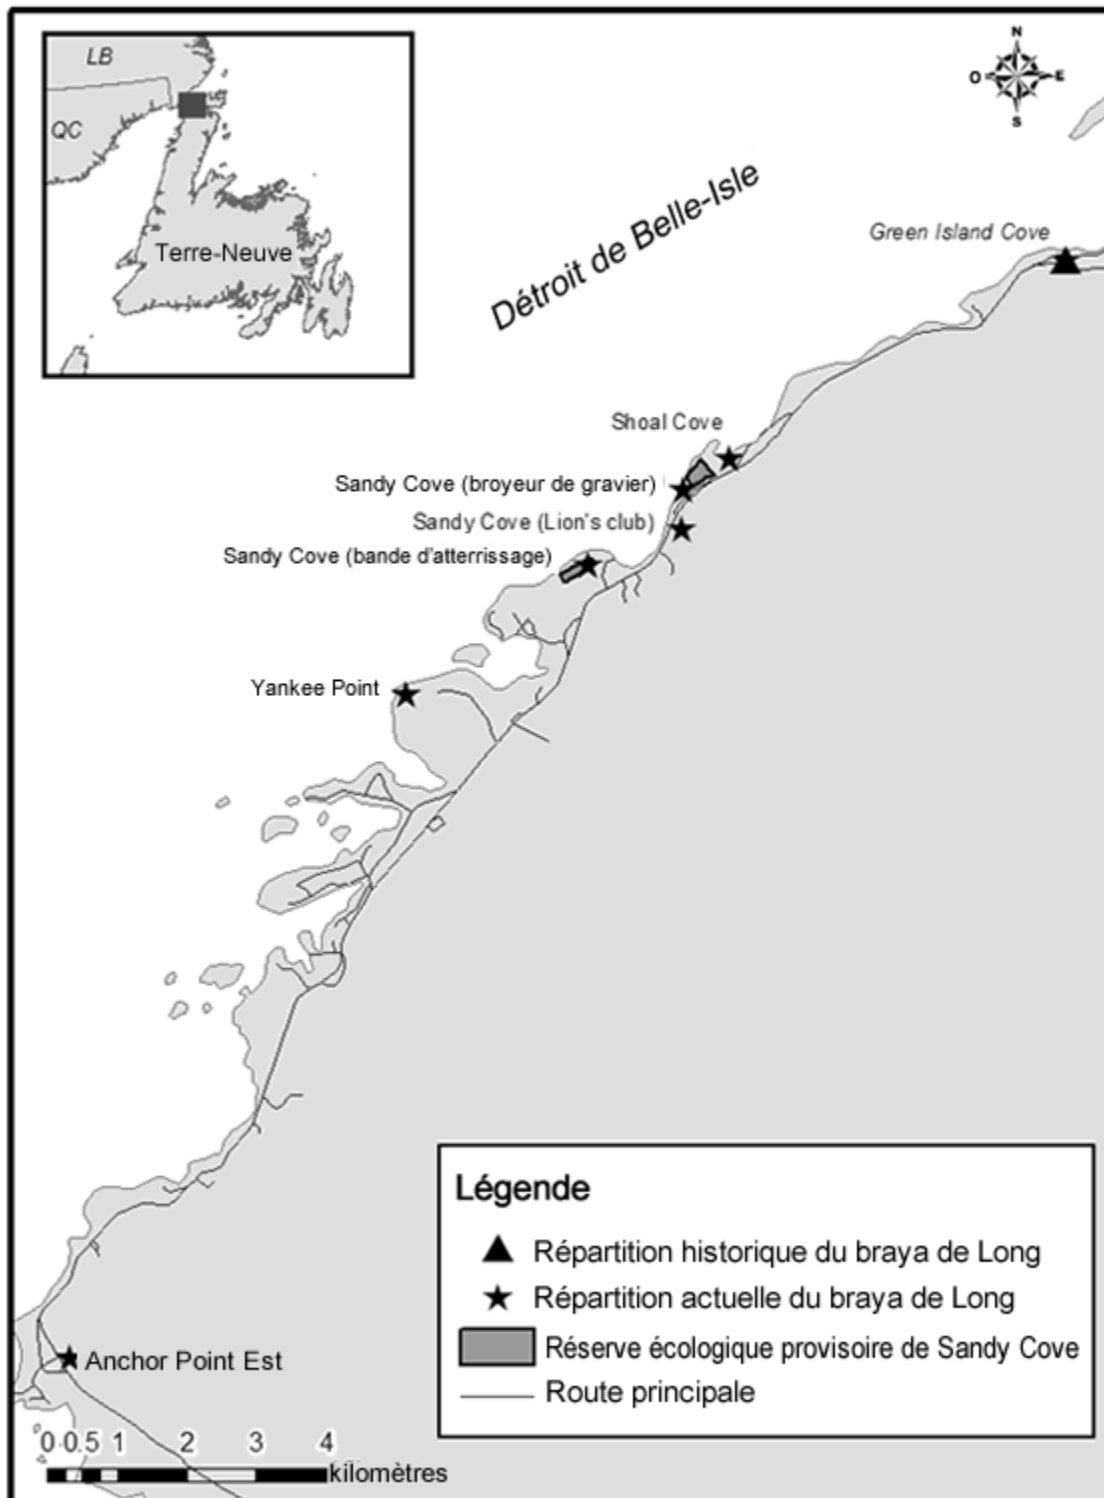 LB
QC
Terre-Neuve
N
O
E
S
Détroit de Belle-Isle
Green Island Cove
Shoal Cove
Sandy Cove (broyeur de gravier)
Sandy Cove (Lion's club)
Sandy Cove (bande d'atterrissage)
Yankee Point
Anchor Point Est
Légende
Répartition historique du braya de Long
Répartition actuelle du braya de Long
Réserve écologique provisoire de Sandy Cove
Route principale
0 0.5 1 2 3 4
kilomètres